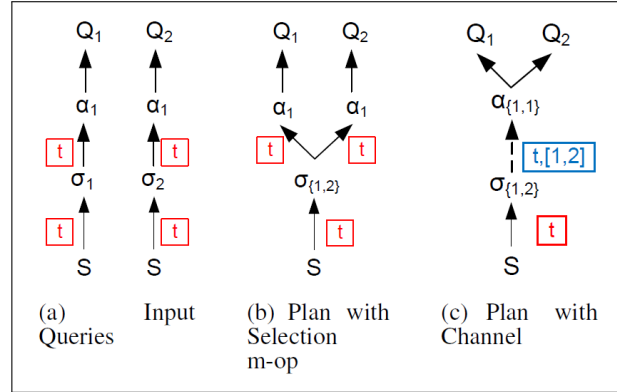 Q1 Q2 Q1 Q2 Q1 Q2
α1 α1 α1 α1 α{1,1}
t t t t t,[1,2]
σ1 σ2 σ{1,2} σ{1,2}
t t t t
S S S S
(a) Input (b) Plan with (c) Plan with
Queries Selection Channel
m-op